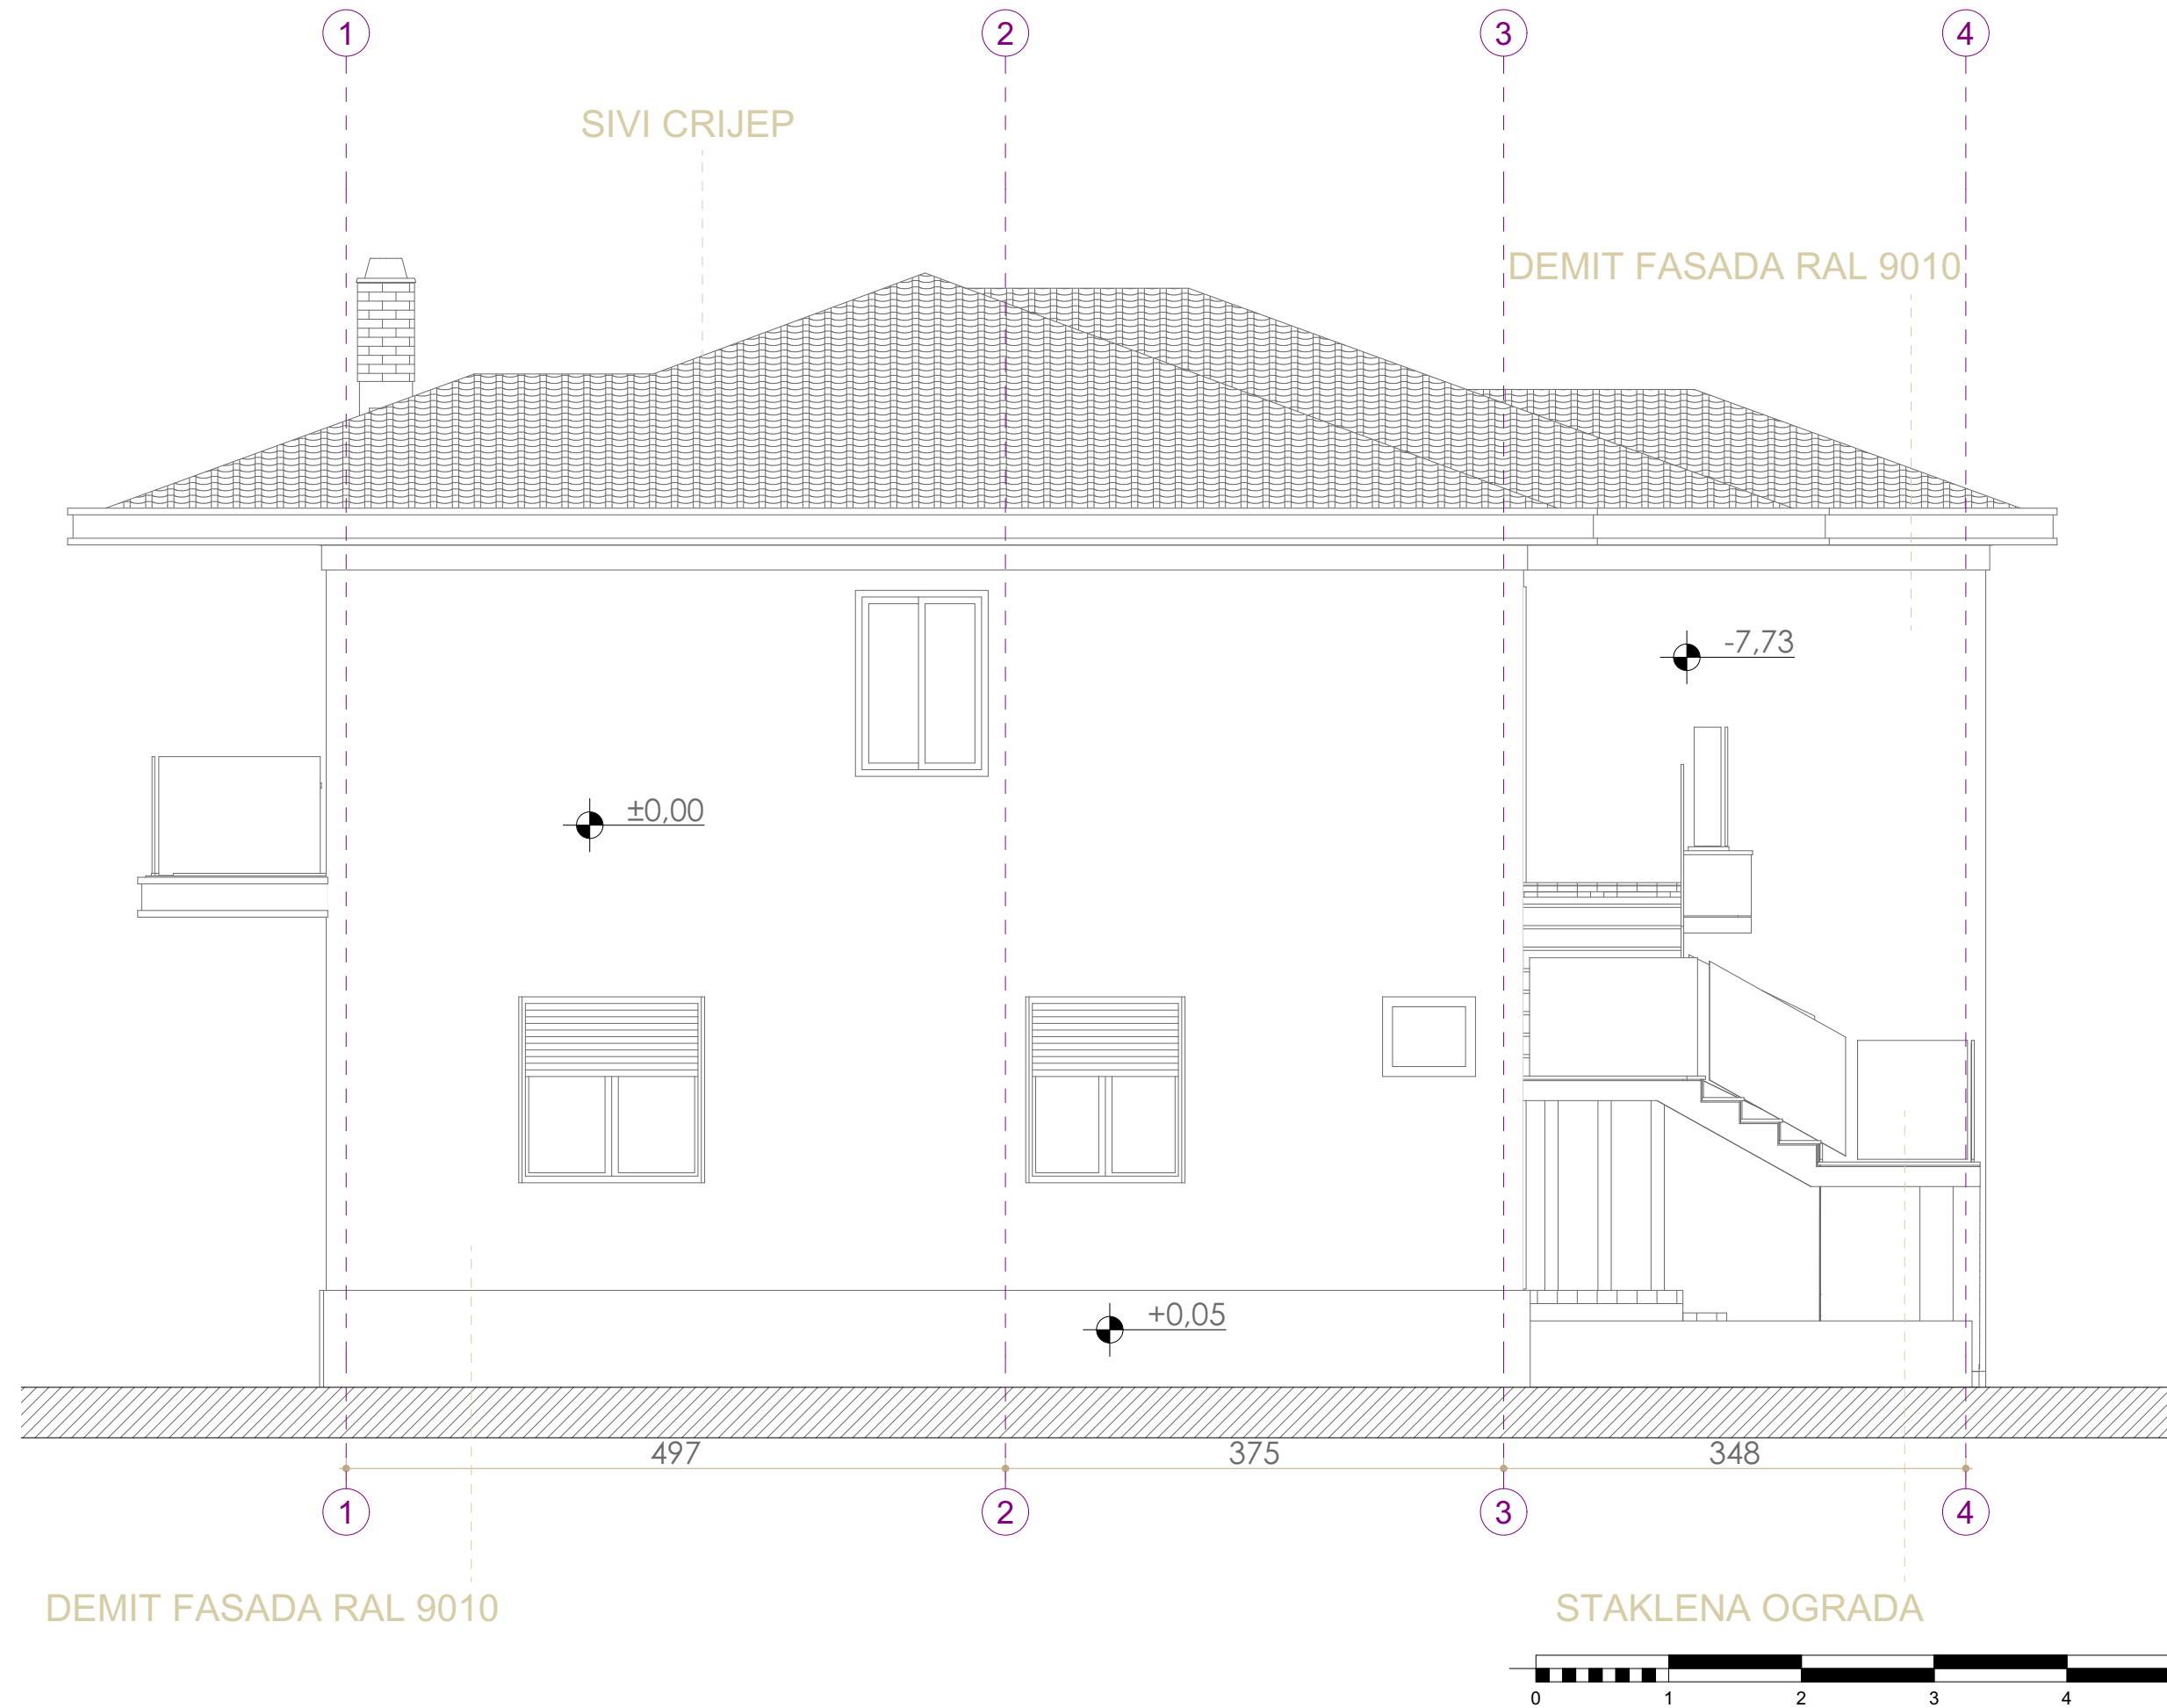 1 2 3 4
SIVI CRIJEP
DEMIT FASADA RAL 9010
-7,73
±0,00
+0,05
497 375 348
1 2 3 4
DEMIT FASADA RAL 9010
STAKLENA OGRADA
0 1 2 3 4